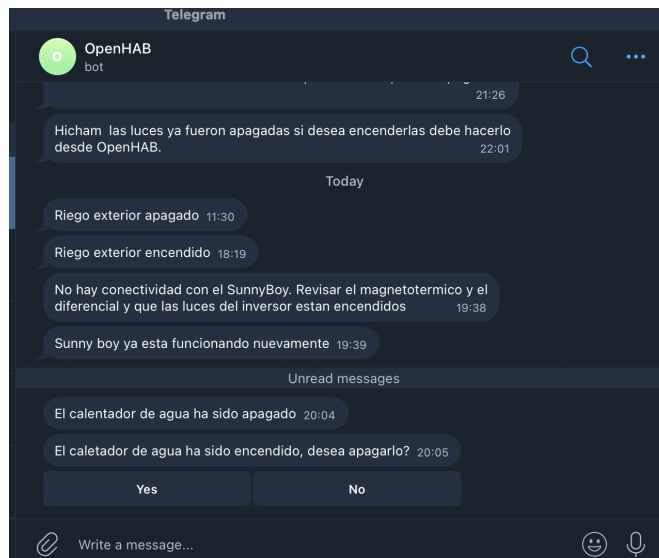 Telegram
O
OpenHAB
bot
21:26
Hicham las luces ya fueron apagadas si desea encenderlas debe hacerlo
desde OpenHAB.
22:01
Today
Riego exterior apagado 11:30
Riego exterior encendido 18:19
No hay conectividad con el SunnyBoy. Revisar el magnetotermico y el
diferencial y que las luces del inversor estan encendidos 19:38
Sunny boy ya esta funcionando nuevamente 19:39
Unread messages
El calentador de agua ha sido apagado 20:04
El caletador de agua ha sido encendido, desea apagarlo? 20:05
Yes
No
Write a message...